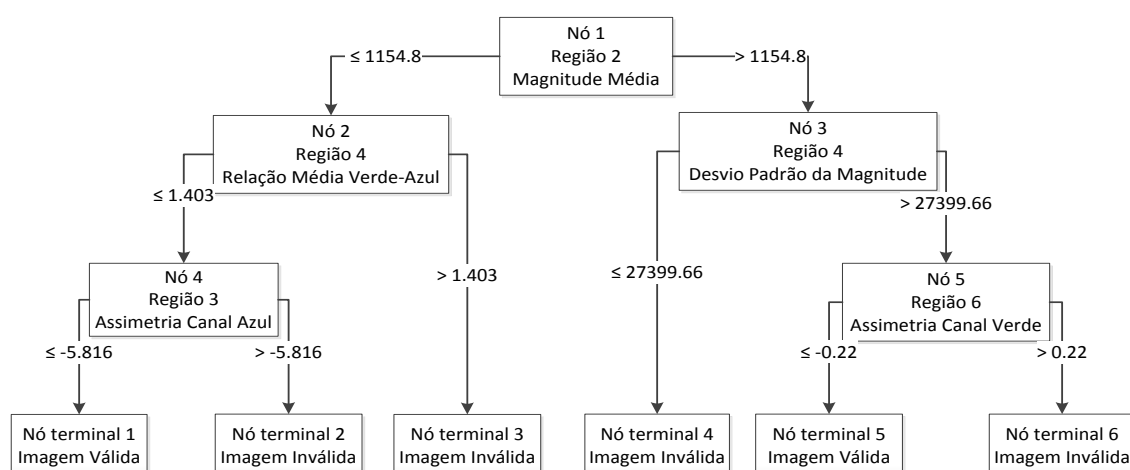 Nó 1
Região 2
Magnitude Média
≤ 1154.8
> 1154.8
Nó 2
Região 4
Relação Média Verde-Azul
Nó 3
Região 4
Desvio Padrão da Magnitude
≤ 1.403
> 1.403
≤ 27399.66
> 27399.66
Nó 4
Região 3
Assimetria Canal Azul
Nó 5
Região 6
Assimetria Canal Verde
≤ -5.816
> -5.816
≤ -0.22
> 0.22
Nó terminal 1
Imagem Válida
Nó terminal 2
Imagem Inválida
Nó terminal 3
Imagem Inválida
Nó terminal 4
Imagem Inválida
Nó terminal 5
Imagem Válida
Nó terminal 6
Imagem Inválida